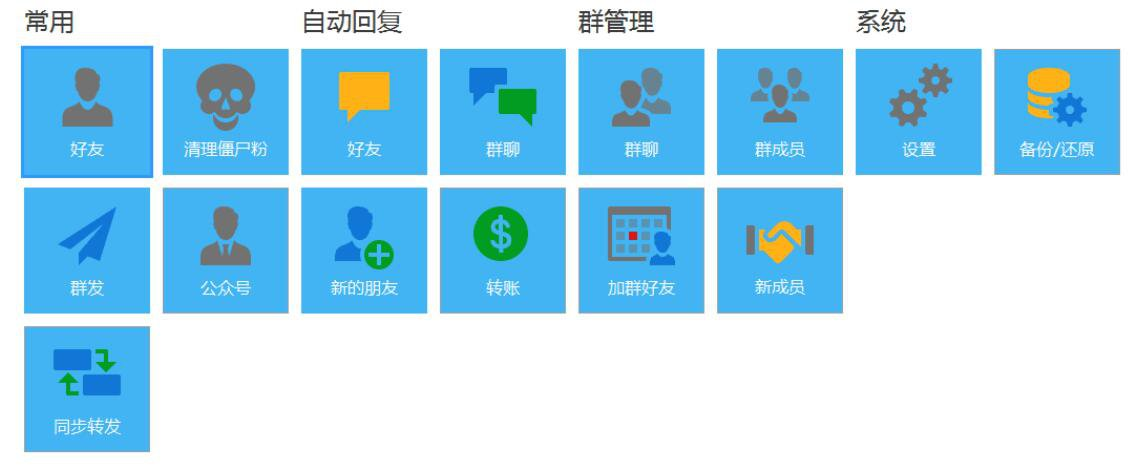 常用
自动回复
群管理
系统
好友
清理僵尸粉
好友
群聊
群聊
群成员
设置
备份/还原
群发
公众号
新的朋友
转账
加群好友
新成员
同步转发